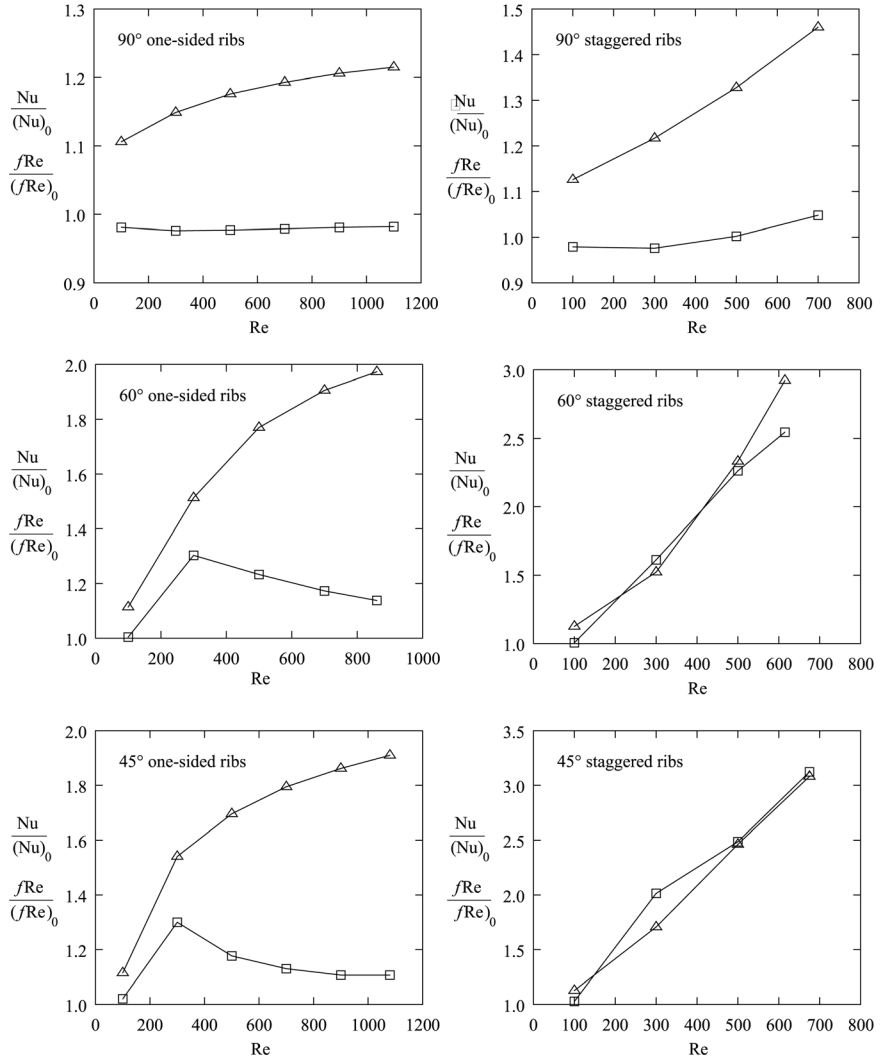 90° one-sided ribs
Nu
(Nu)0
fRe
(fRe)0
1.3
1.2
1.1
1.0
0.9
0 200 400 600 800 1000 1200
Re
90° staggered ribs
Nu
(Nu)0
fRe
(fRe)0
1.5
1.4
1.3
1.2
1.1
1.0
0.9
0 100 200 300 400 500 600 700 800
Re
60° one-sided ribs
Nu
(Nu)0
fRe
(fRe)0
2.0
1.8
1.6
1.4
1.2
1.0
0 200 400 600 800 1000
Re
60° staggered ribs
Nu
(Nu)0
fRe
(fRe)0
3.0
2.5
2.0
1.5
1.0
0 100 200 300 400 500 600 700 800
Re
45° one-sided ribs
Nu
(Nu)0
fRe
(fRe)0
2.0
1.8
1.6
1.4
1.2
1.0
0 200 400 600 800 1000 1200
Re
45° staggered ribs
Nu
(Nu)0
fRe
fRe)0
3.5
3.0
2.5
2.0
1.5
1.0
0 100 200 300 400 500 600 700 800
Re